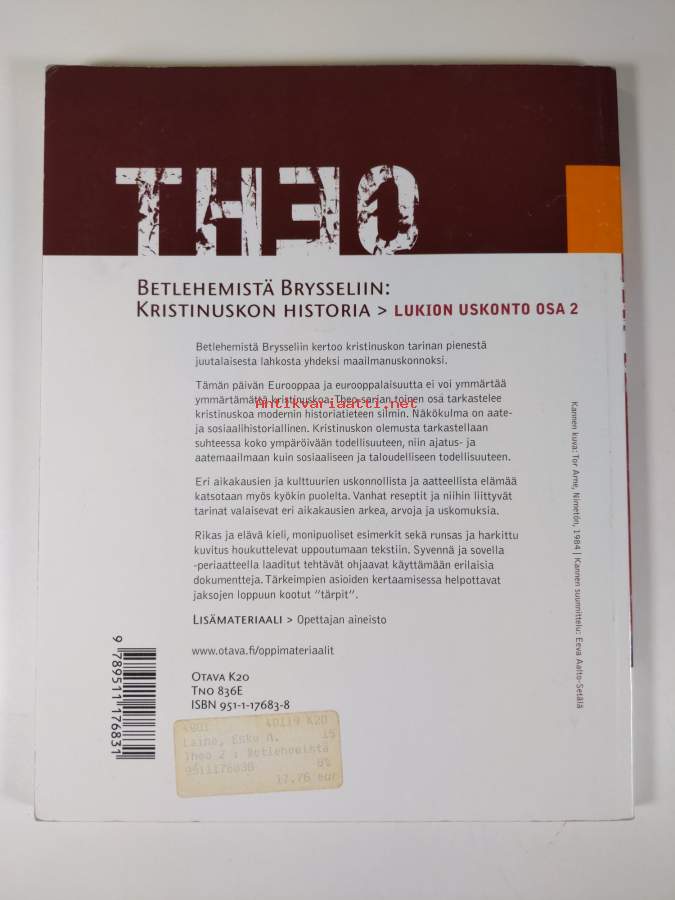 THEO
BETLEHEMISTÄ BRYSSELIIN:
KRISTINUSKON HISTORIA > LUKION USKONTO OSA 2
Betlehemistä Brysseliin kertoo kristinuskon tarinan pienestä
juutalaisesta lahkosta yhdeksi maailmanuskonnoksi.
Tämän päivän Eurooppaa ja eurooppalaisuutta ei voi ymmärtää
ymmärtämättä kristinuskoa. Theo-sarjan toinen osa tarkastelee
kristinuskoa modernin historiatieteen silmin. Näkökulma on aate-
ja sosiaalihistoriallinen. Kristinuskon olemusta tarkastellaan
suhteessa koko ympäröivään todellisuuteen, niin ajatus- ja
aatemaailmaan kuin sosiaaliseen ja taloudelliseen todellisuuteen.
Eri aikakausien ja kulttuurien uskonnollista ja aatteellista elämää
katsotaan myös kyökin puolelta. Vanhat reseptit ja niihin liittyvät
tarinat valaisevat eri aikakausien arkea, arvoja ja uskomuksia.
Rikas ja elävä kieli, monipuoliset esimerkit sekä runsas ja harkittu
kuvitus houkuttelevat uppoutumaan tekstiin. Syvennä ja sovella
-periaatteella laaditut tehtävät ohjaavat käyttämään erilaisia
dokumentteja. Tärkeimpien asioiden kertaamisessa helpottavat
jaksojen loppuun kootut "tärpit".
LISÄMATERIAALI > Opettajan aineisto
www.otava.fi/oppimateriaalit
OTAVA K20
TNO 836E
ISBN 951-1-17683-8
9 789511 176831
4801 40119 K20
Laine, Esko M. 15
Theo 2 : Betlehemistä
9511176838 8%
17.76 eur
Kannen kuva: Tor Arne, Nimetön, 1984 | Kannen suunnittelu: Eeva Aalto-Setälä
Antikvariaatti.net